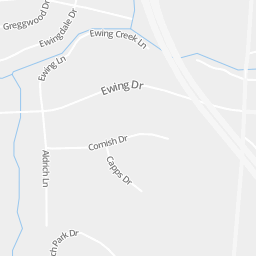 Greggwood Dr
Ewingdale Dr
Ewing Creek Ln
Ewing Ln
Ewing Dr
Cornish Dr
Aldrich Ln
Capps Dr
Park Dr